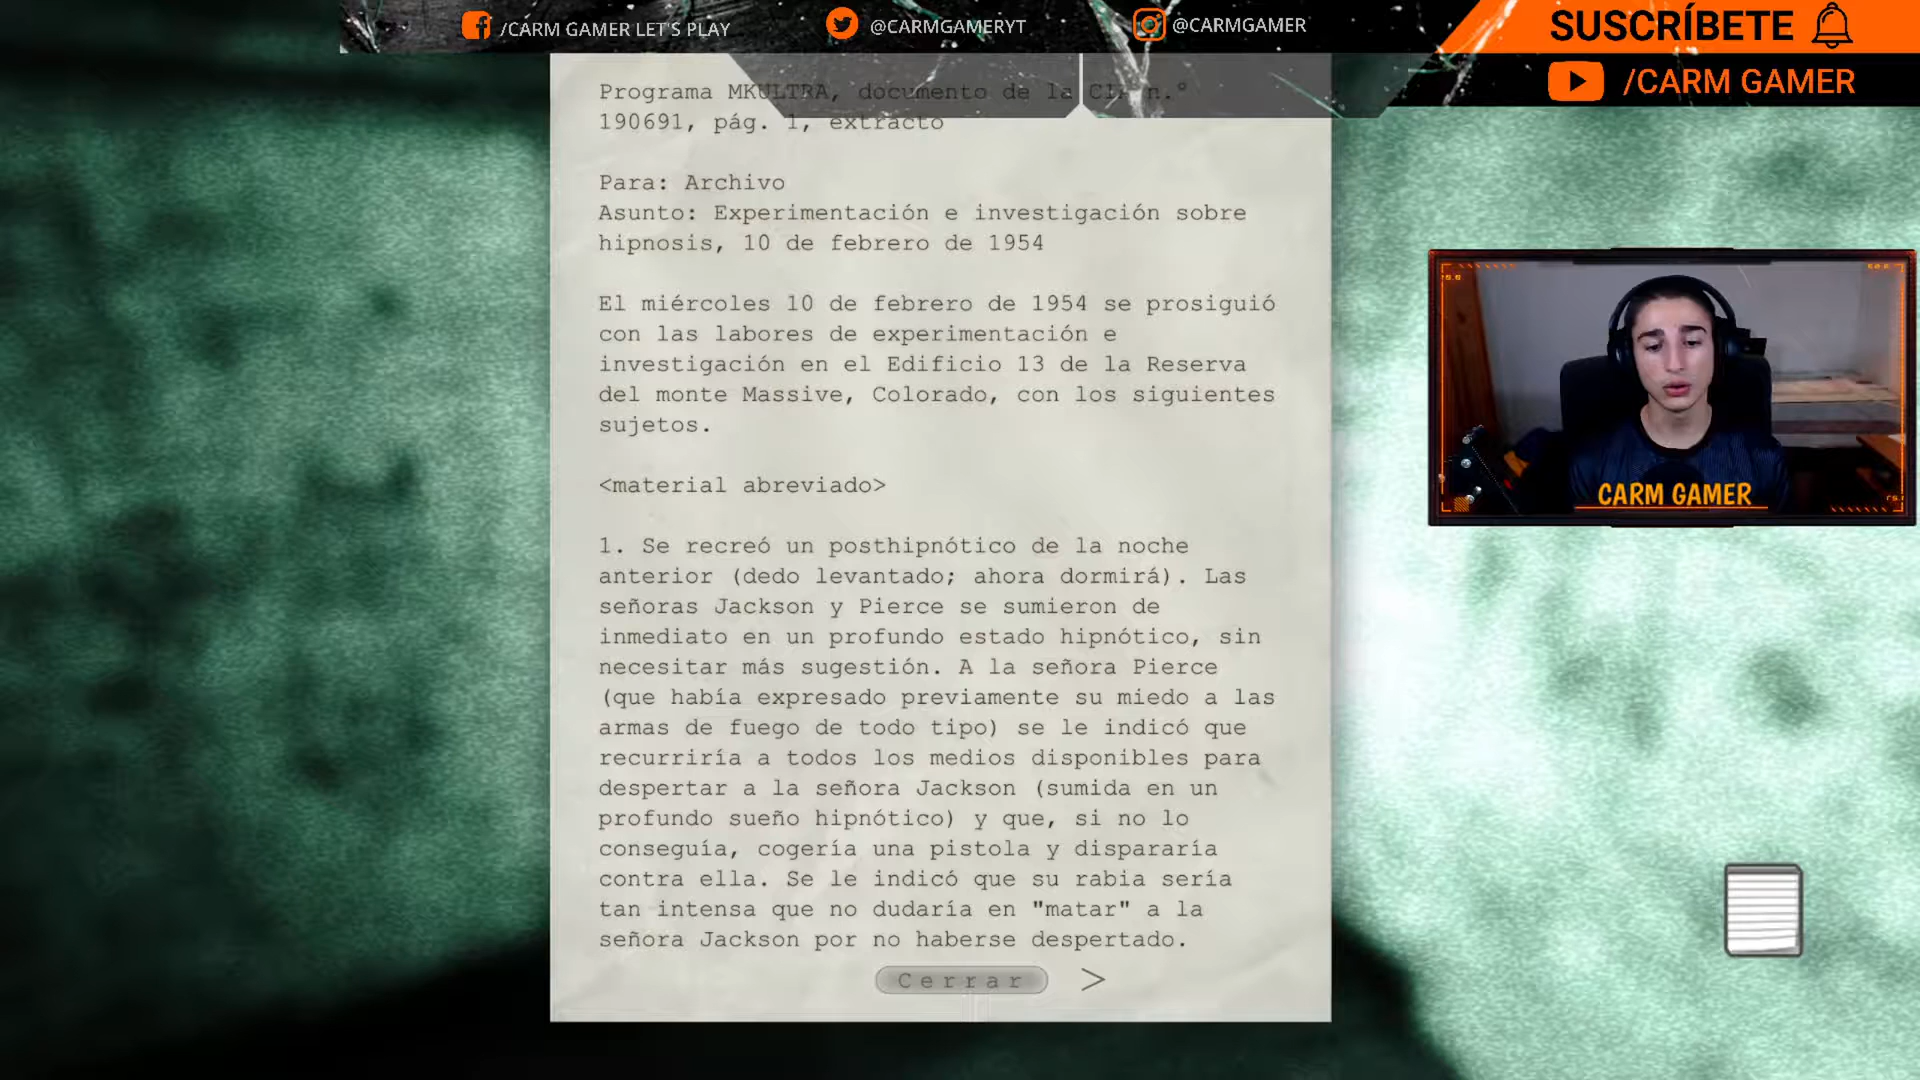 /CARM GAMER LET'S PLAY
@CARMGAMERYT
@CARMGAMER
SUSCRÍBETE
/CARM GAMER
Programa MKULTRA, documento de la CIA n.º
190691, pág. 1, extracto
Para: Archivo
Asunto: Experimentación e investigación sobre
hipnosis, 10 de febrero de 1954
El miércoles 10 de febrero de 1954 se prosiguió
con las labores de experimentación e
investigación en el Edificio 13 de la Reserva
del monte Massive, Colorado, con los siguientes
sujetos.
<material abreviado>
1. Se recreó un posthipnótico de la noche
anterior (dedo levantado; ahora dormirá). Las
señoras Jackson y Pierce se sumieron de
inmediato en un profundo estado hipnótico, sin
necesitar más sugestión. A la señora Pierce
(que había expresado previamente su miedo a las
armas de fuego de todo tipo) se le indicó que
recurriría a todos los medios disponibles para
despertar a la señora Jackson (sumida en un
profundo sueño hipnótico) y que, si no lo
conseguía, cogería una pistola y dispararía
contra ella. Se le indicó que su rabia sería
tan intensa que no dudaría en "matar" a la
señora Jackson por no haberse despertado.
Cerrar >
CARM GAMER